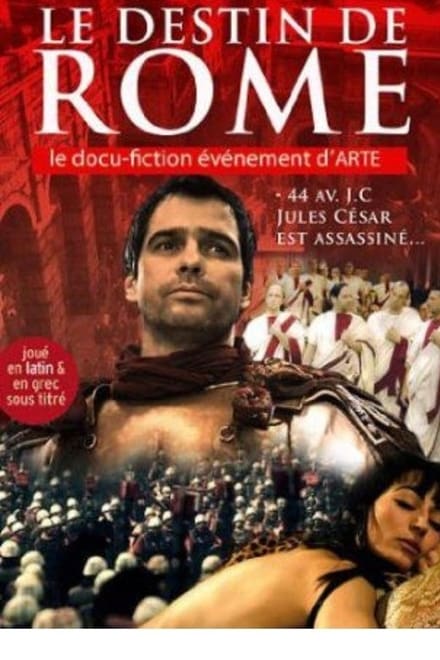 LE DESTIN DE
ROME
le docu-fiction événement d'ARTE
- 44 AV. J.C
JULES CÉSAR
EST ASSASSINÉ...
joué
en latin &
en grec
sous titré